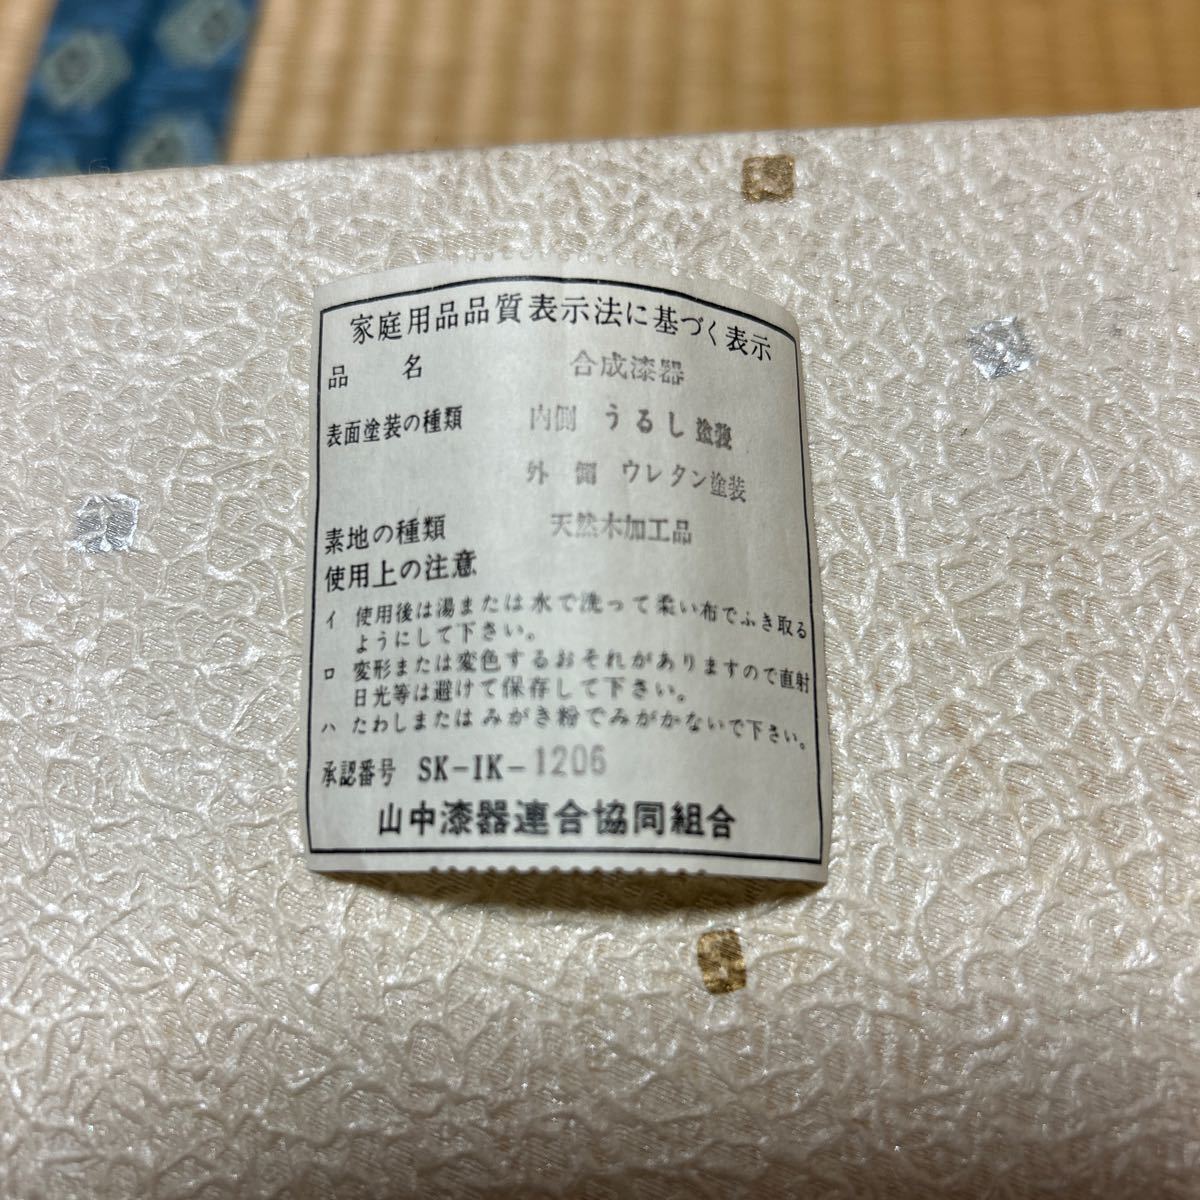 家庭用品品質表示法に基づく表示
品名 合成漆器
表面塗装の種類 内側 うるし塗装
外側 ウレタン塗装
素地の種類 天然木加工品
使用上の注意
イ 使用後は湯または水で洗って柔い布でふき取る
ようにして下さい。
ロ 変形または変色するおそれがありますので直射
日光等は避けて保存して下さい。
ハ たわしまたはみがき粉でみがかないで下さい。
承認番号 SK-IK-1206
山中漆器連合協同組合